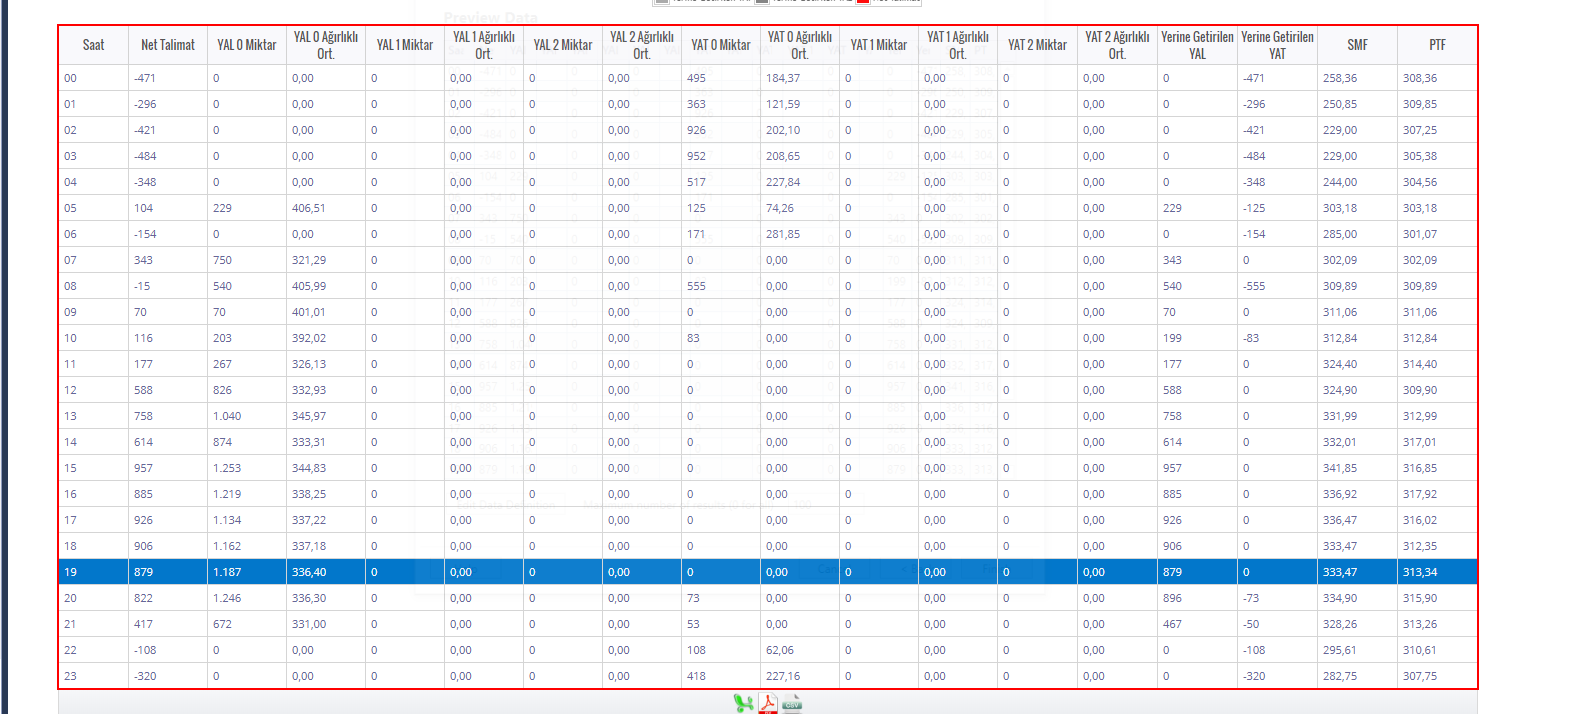 Saat Net Talimat YAL 0 Miktar YAL 0 Ağırlıklı Ort. YAL 1 Miktar YAL 1 Ağırlıklı Ort. YAL 2 Miktar YAL 2 Ağırlıklı Ort. YAT 0 Miktar YAT 0 Ağırlıklı Ort. YAT 1 Miktar YAT 1 Ağırlıklı Ort. YAT 2 Miktar YAT 2 Ağırlıklı Ort. Yerine Getirilen YAL Yerine Getirilen YAT SMF PTF
00 -471 0 0,00 0 0,00 0 0,00 495 184,37 0 0,00 0 0,00 0 -471 258,36 308,36
01 -296 0 0,00 0 0,00 0 0,00 363 121,59 0 0,00 0 0,00 0 -296 250,85 309,85
02 -421 0 0,00 0 0,00 0 0,00 926 202,10 0 0,00 0 0,00 0 -421 229,00 307,25
03 -484 0 0,00 0 0,00 0 0,00 952 208,65 0 0,00 0 0,00 0 -484 229,00 305,38
04 -348 0 0,00 0 0,00 0 0,00 517 227,84 0 0,00 0 0,00 0 -348 244,00 304,56
05 104 229 406,51 0 0,00 0 0,00 125 74,26 0 0,00 0 0,00 229 -125 303,18 303,18
06 -154 0 0,00 0 0,00 0 0,00 171 281,85 0 0,00 0 0,00 0 -154 285,00 301,07
07 343 750 321,29 0 0,00 0 0,00 0 0,00 0 0,00 0 0,00 343 0 302,09 302,09
08 -15 540 405,99 0 0,00 0 0,00 555 0,00 0 0,00 0 0,00 540 -555 309,89 309,89
09 70 70 401,01 0 0,00 0 0,00 0 0,00 0 0,00 0 0,00 70 0 311,06 311,06
10 116 203 392,02 0 0,00 0 0,00 83 0,00 0 0,00 0 0,00 199 -83 312,84 312,84
11 177 267 326,13 0 0,00 0 0,00 0 0,00 0 0,00 0 0,00 177 0 324,40 314,40
12 588 826 332,93 0 0,00 0 0,00 0 0,00 0 0,00 0 0,00 588 0 324,90 309,90
13 758 1.040 345,97 0 0,00 0 0,00 0 0,00 0 0,00 0 0,00 758 0 331,99 312,99
14 614 874 333,31 0 0,00 0 0,00 0 0,00 0 0,00 0 0,00 614 0 332,01 317,01
15 957 1.253 344,83 0 0,00 0 0,00 0 0,00 0 0,00 0 0,00 957 0 341,85 316,85
16 885 1.219 338,25 0 0,00 0 0,00 0 0,00 0 0,00 0 0,00 885 0 336,92 317,92
17 926 1.134 337,22 0 0,00 0 0,00 0 0,00 0 0,00 0 0,00 926 0 336,47 316,02
18 906 1.162 337,18 0 0,00 0 0,00 0 0,00 0 0,00 0 0,00 906 0 333,47 312,35
19 879 1.187 336,40 0 0,00 0 0,00 0 0,00 0 0,00 0 0,00 879 0 333,47 313,34
20 822 1.246 336,30 0 0,00 0 0,00 73 0,00 0 0,00 0 0,00 896 -73 334,90 315,90
21 417 672 331,00 0 0,00 0 0,00 53 0,00 0 0,00 0 0,00 467 -50 328,26 313,26
22 -108 0 0,00 0 0,00 0 0,00 108 62,06 0 0,00 0 0,00 0 -108 295,61 310,61
23 -320 0 0,00 0 0,00 0 0,00 418 227,16 0 0,00 0 0,00 0 -320 282,75 307,75